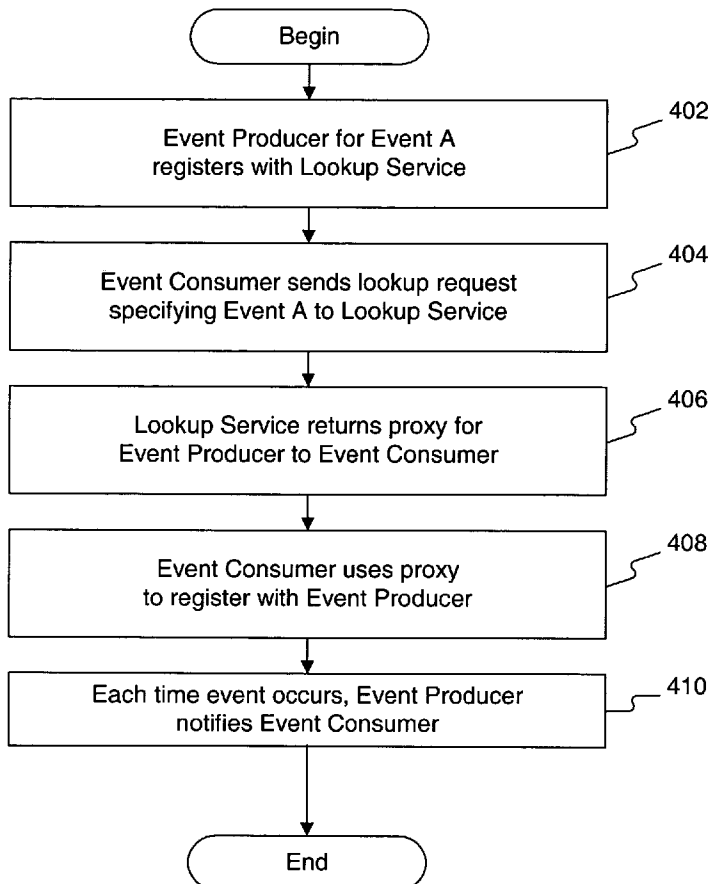 Begin
Event Producer for Event A
registers with Lookup Service
402
Event Consumer sends lookup request
specifying Event A to Lookup Service
404
Lookup Service returns proxy for
Event Producer to Event Consumer
406
Event Consumer uses proxy
to register with Event Producer
408
Each time event occurs, Event Producer
notifies Event Consumer
410
End